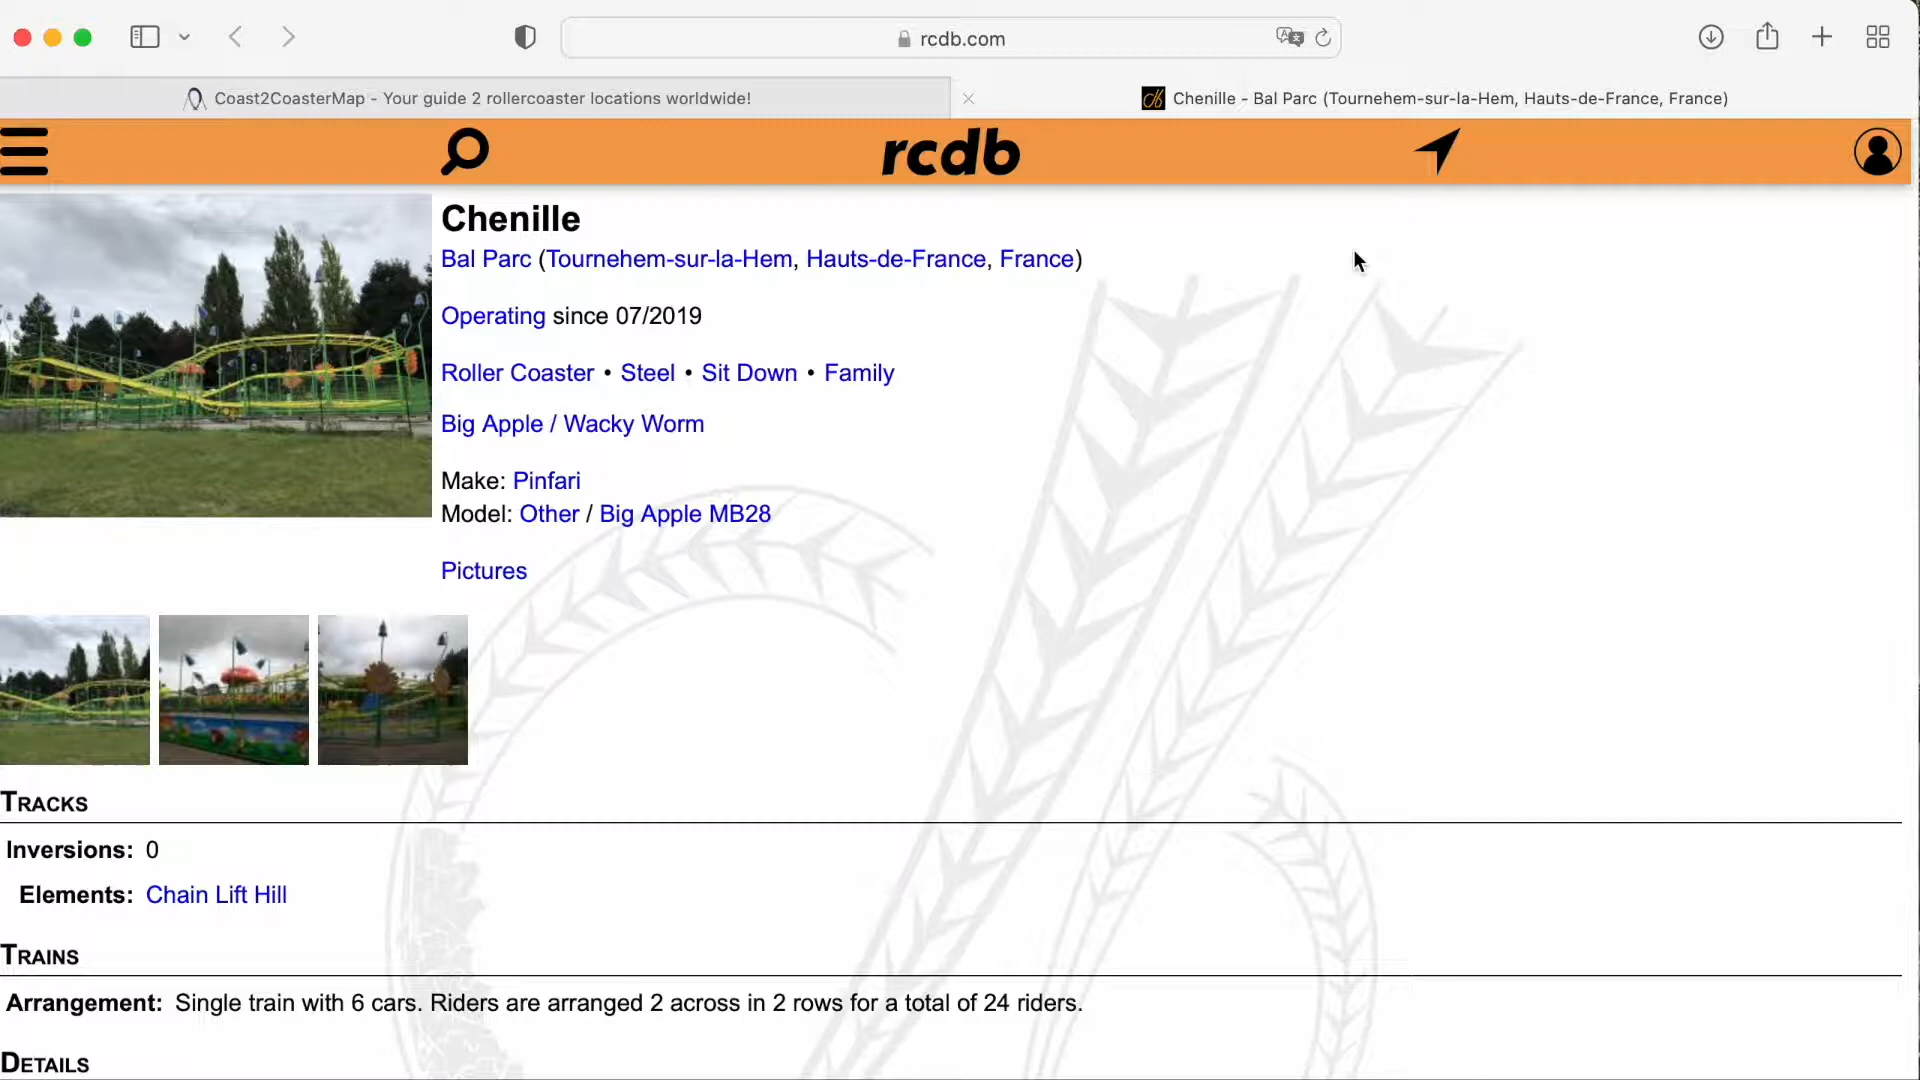 rcdb.com
Coast2CoasterMap - Your guide 2 rollercoaster locations worldwide!
Chenille - Bal Parc (Tournehem-sur-la-Hem, Hauts-de-France, France)
rcdb
Chenille
Bal Parc (Tournehem-sur-la-Hem, Hauts-de-France, France)
Operating since 07/2019
Roller Coaster • Steel • Sit Down • Family
Big Apple / Wacky Worm
Make: Pinfari
Model: Other / Big Apple MB28
Pictures
Tracks
Inversions: 0
Elements: Chain Lift Hill
Trains
Arrangement: Single train with 6 cars. Riders are arranged 2 across in 2 rows for a total of 24 riders.
Details